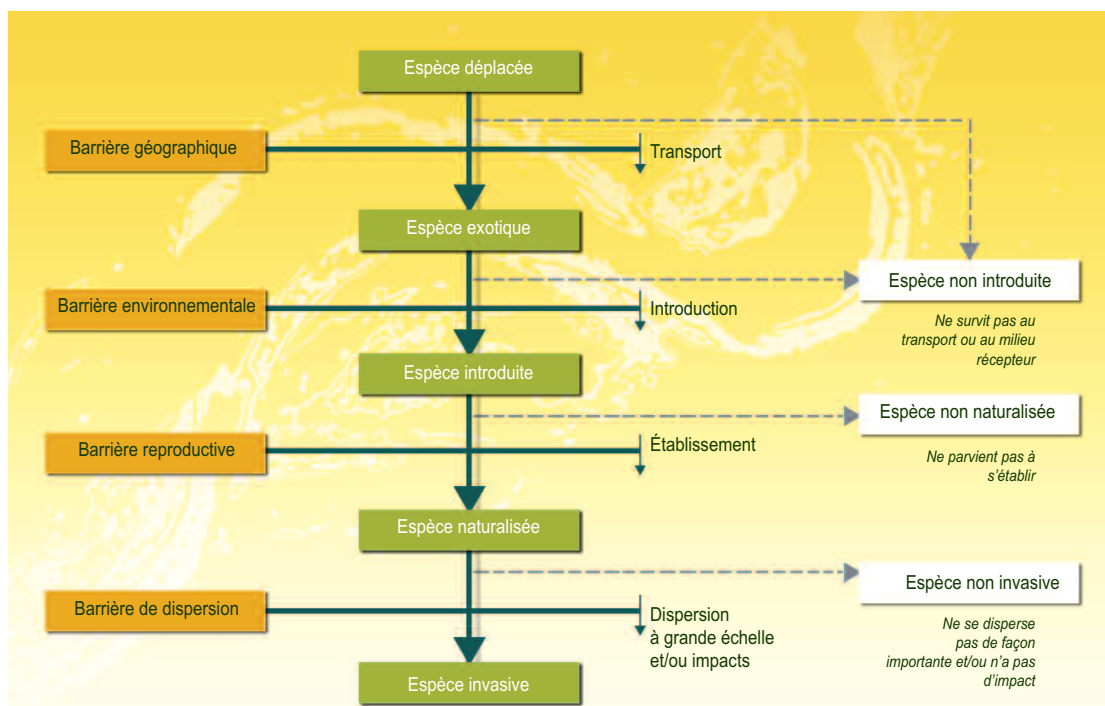 Espèce déplacée
Barrière géographique
Transport
Espèce exotique
Espèce non introduite
Barrière environnementale
Introduction
Ne survit pas au
transport ou au milieu
récepteur
Espèce introduite
Espèce non naturalisée
Barrière reproductive
Établissement
Ne parvient pas à
s'établir
Espèce naturalisée
Espèce non invasive
Barrière de dispersion
Dispersion
à grande échelle
et/ou impacts
Ne se disperse
pas de façon
importante et/ou n'a pas
d'impact
Espèce invasive